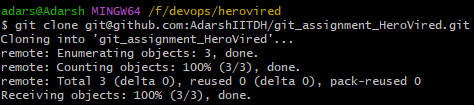 adars@Adarsh MINGW64 /f/devops/herovired
$ git clone git@github.com:AdarshIITDH/git_assignment_HeroVired.git
Cloning into 'git_assignment_HeroVired'...
remote: Enumerating objects: 3, done.
remote: Counting objects: 100% (3/3), done.
remote: Total 3 (delta 0), reused 0 (delta 0), pack-reused 0
Receiving objects: 100% (3/3), done.